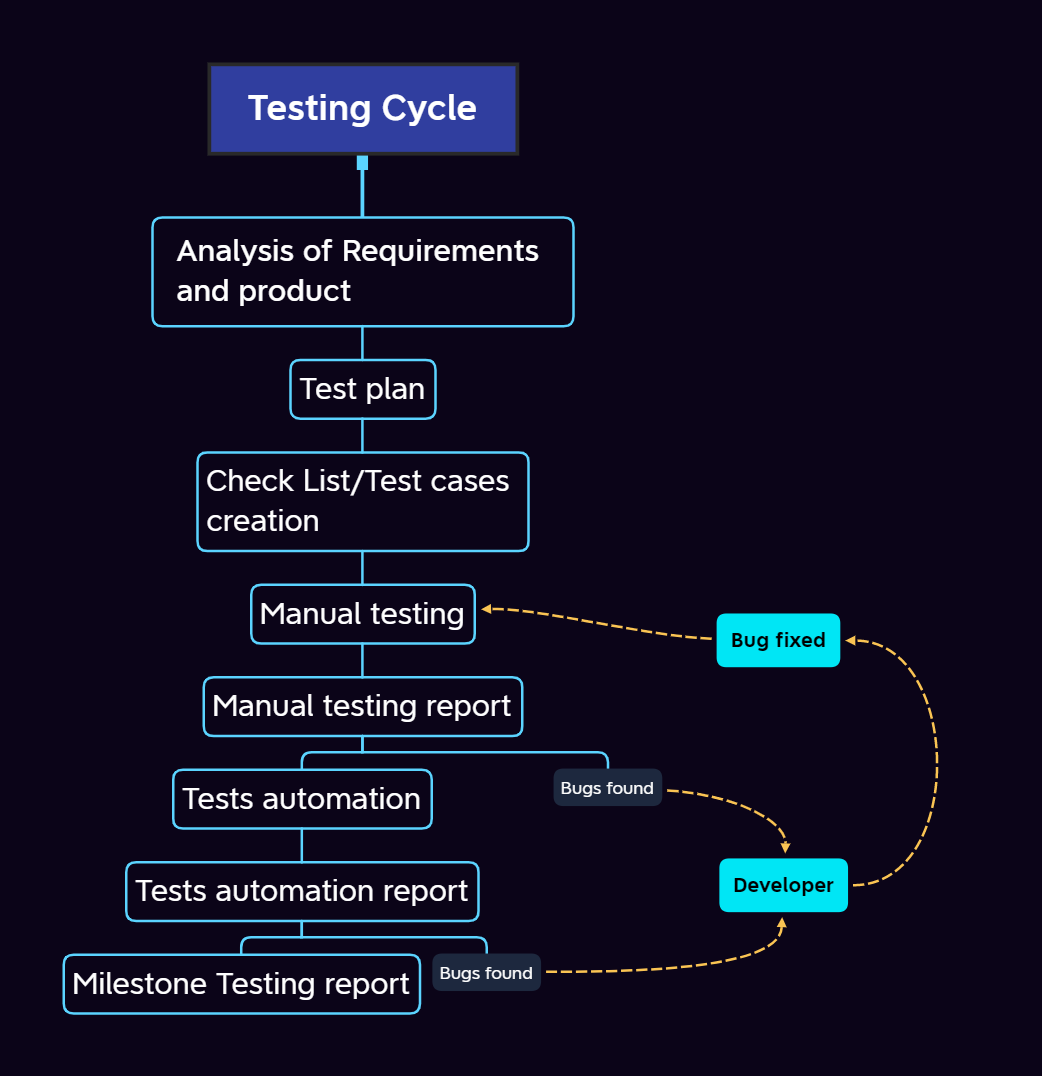 Testing Cycle
Analysis of Requirements
and product
Test plan
Check List/Test cases
creation
Manual testing
Bug fixed
Manual testing report
Tests automation
Bugs found
Developer
Tests automation report
Milestone Testing report
Bugs found